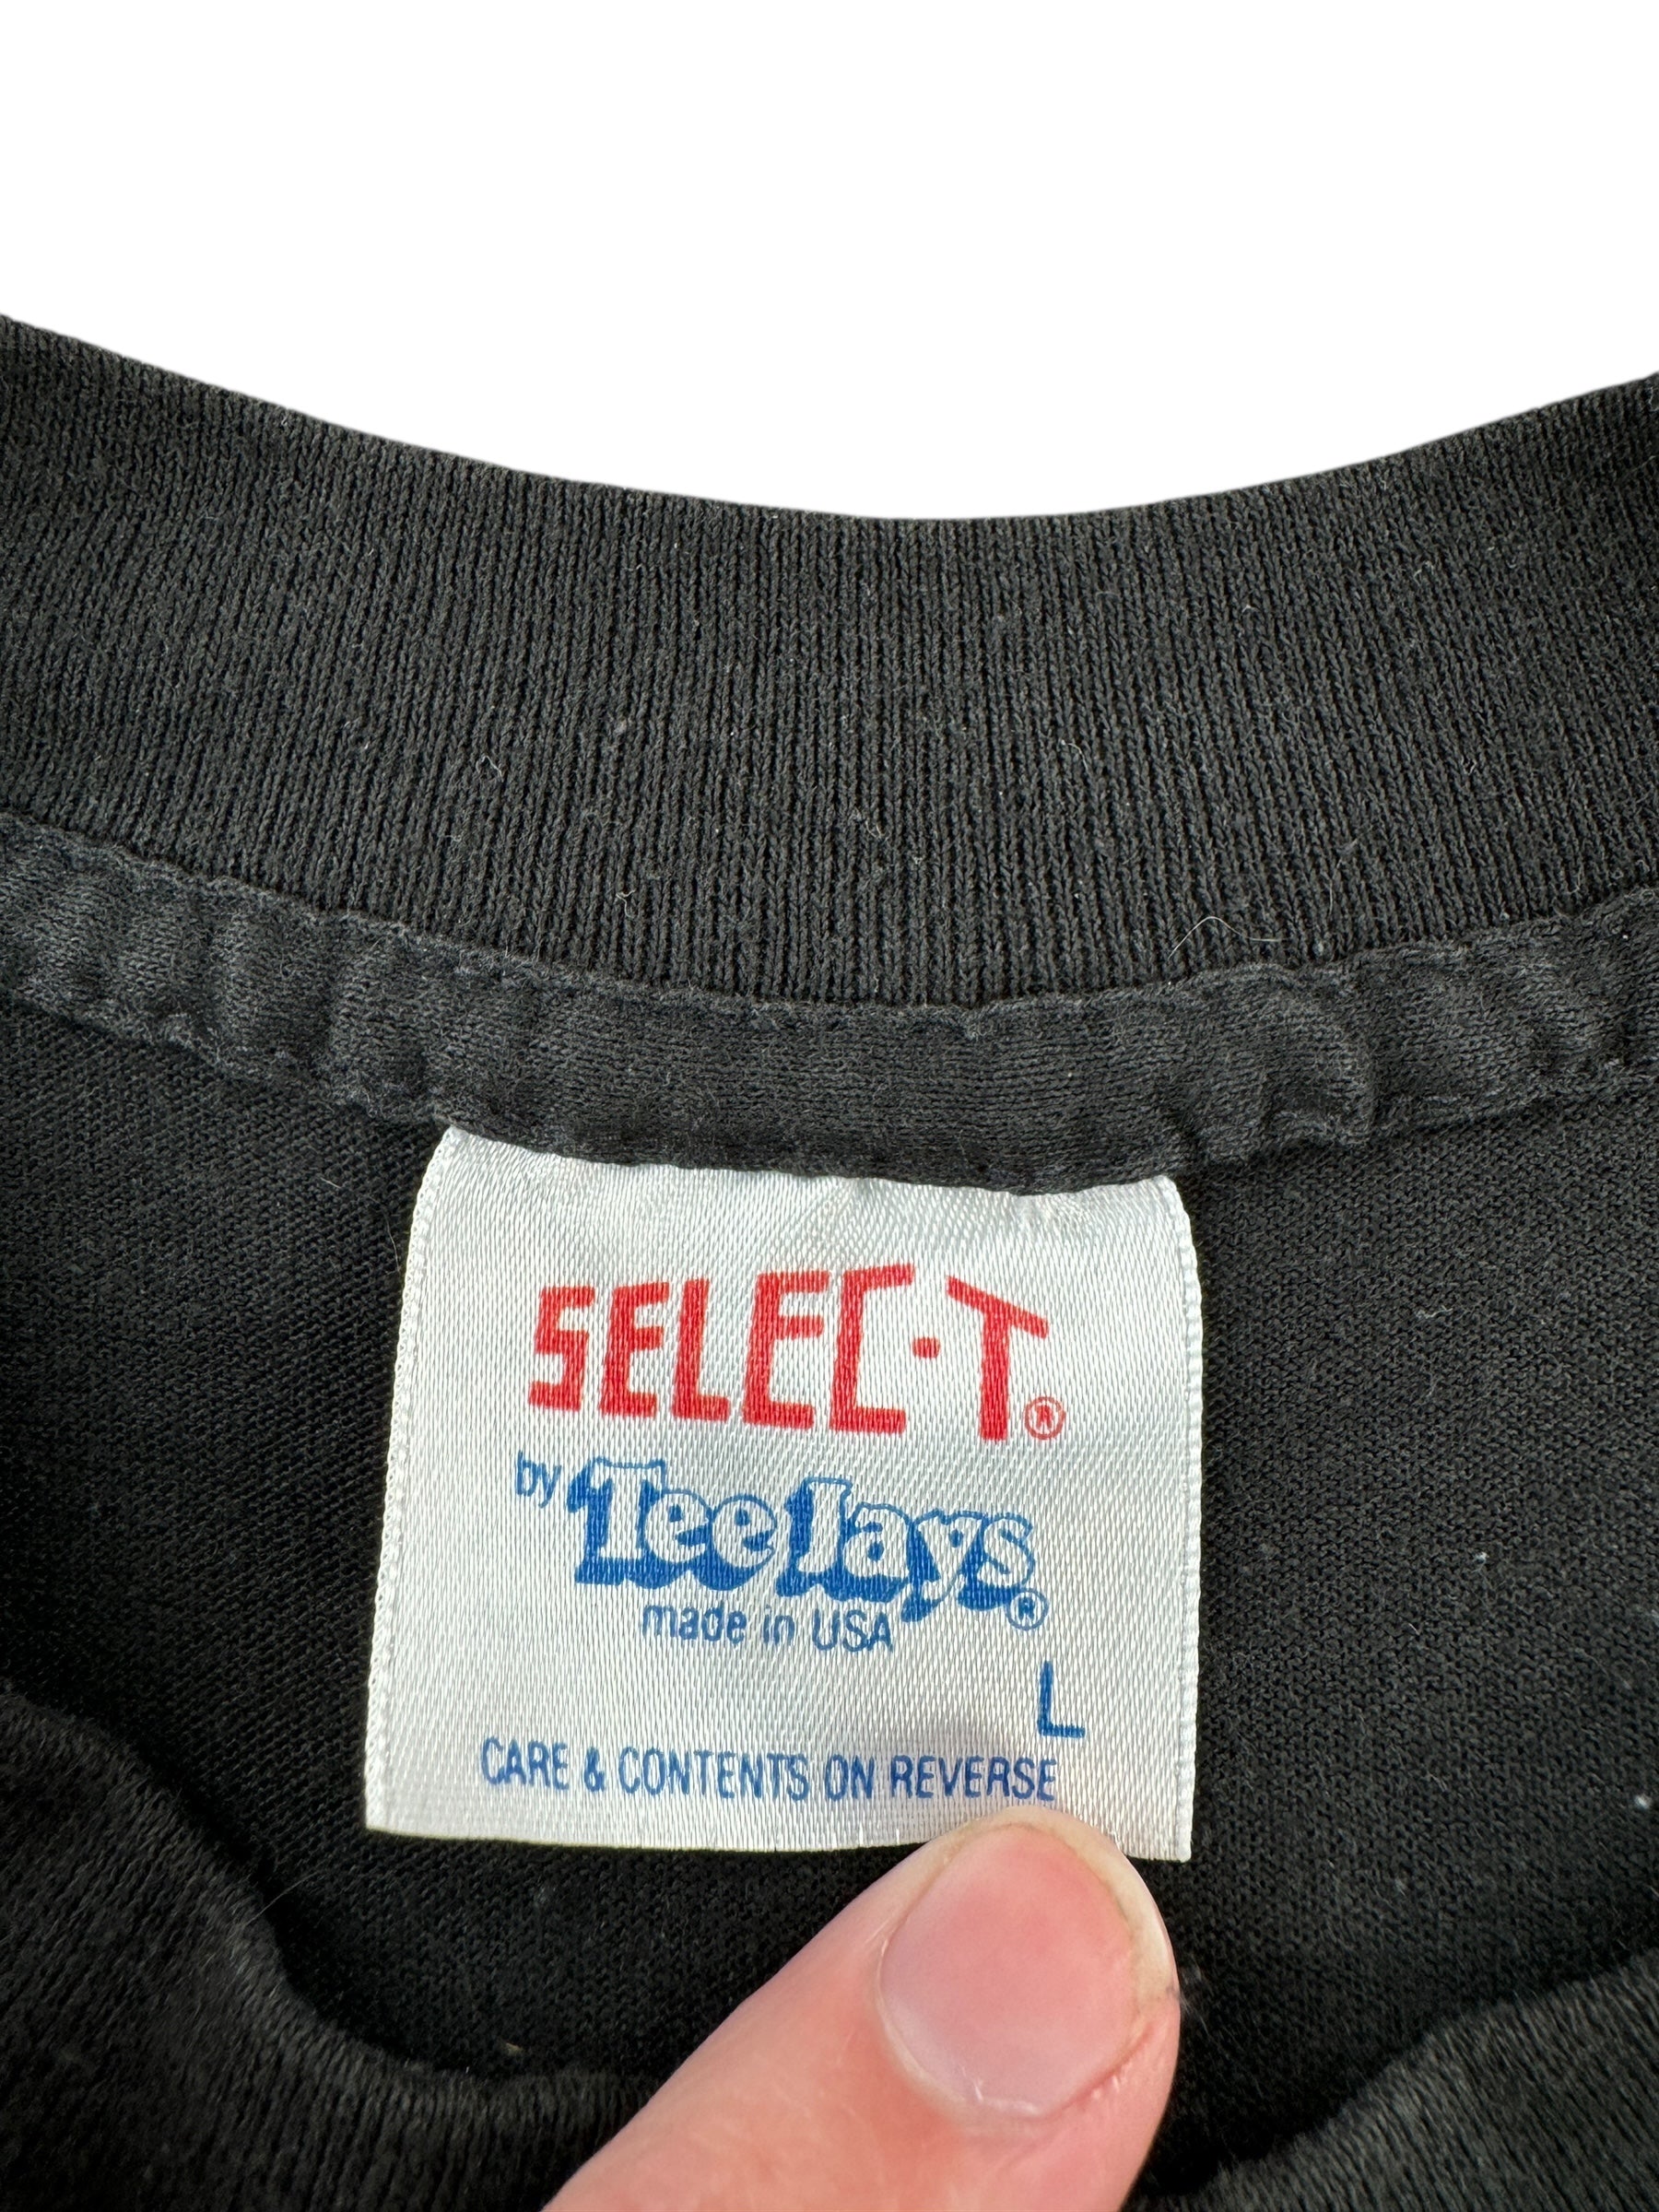 SELEC-T®
by Tee Jays®
made in USA
L
CARE & CONTENTS ON REVERSE